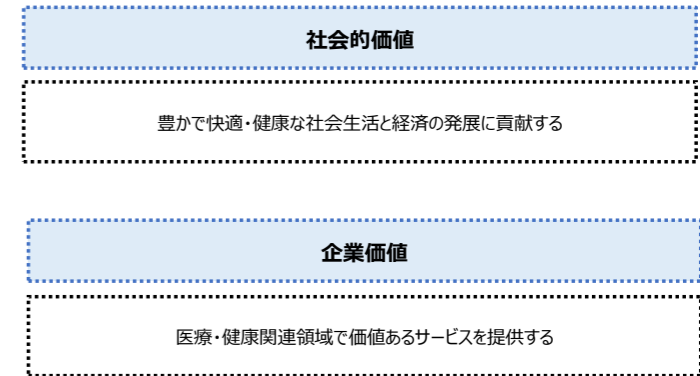 社会的価値
豊かで快適・健康な社会生活と経済の発展に貢献する
企業価値
医療・健康関連領域で価値あるサービスを提供する